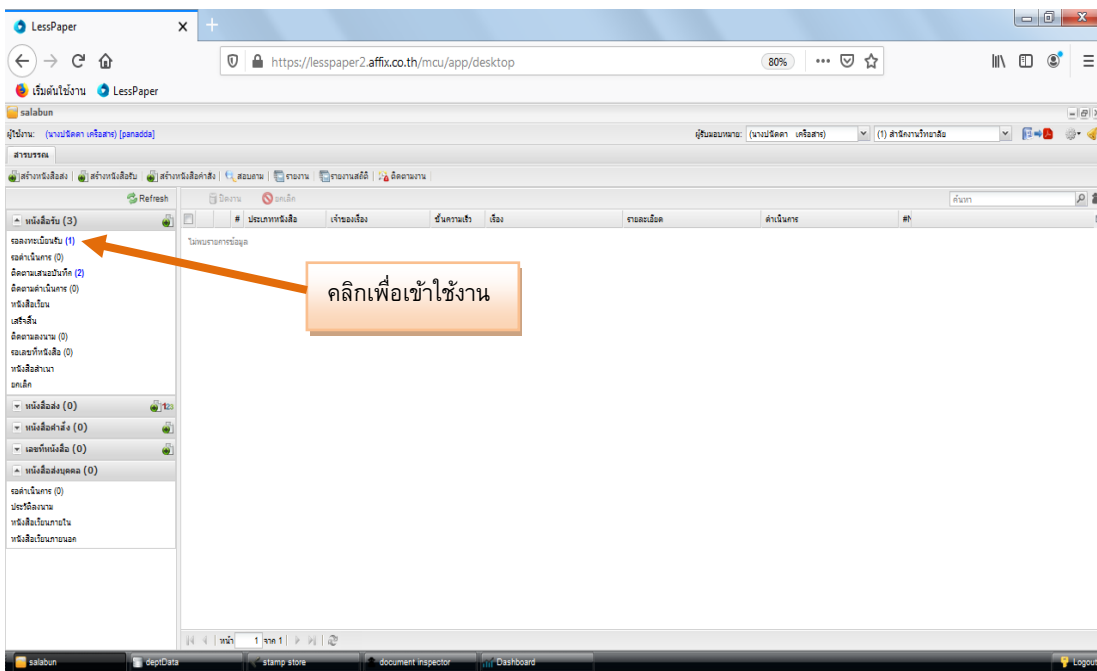 LessPaper
https://lesspaper2.affix.co.th/mcu/app/desktop 80%
เริ่มต้นใช้งาน LessPaper
salabun
ผู้ใช้งาน: (นางปนัดดา เครือสาร) [panadda] ผู้รับมอบหมาย: (นางปนัดดา เครือสาร) (1) สำนักงานวิทยาลัย
สารบรรณ
สร้างหนังสือส่ง สร้างหนังสือรับ สร้างหนังสือคำสั่ง สอบถาม รายงาน รายงานสถิติ ติดตามงาน
Refresh ปิดงาน ยกเลิก ค้นหา
หนังสือรับ (3) # ประเภทหนังสือ เจ้าของเรื่อง ชั้นความเร็ว เรื่อง รายละเอียด ดำเนินการ
รอลงทะเบียนรับ (1) ไม่พบรายการข้อมูล
รอดำเนินการ (0)
ติดตามเสนอบันทึก (2)
ติดตามดำเนินการ (0)
หนังสือเวียน
เสร็จสิ้น
ติดตามลงนาม (0)
รอเลขที่หนังสือ (0)
หนังสือสำเนา
ยกเลิก
คลิกเพื่อเข้าใช้งาน
หนังสือส่ง (0) 123
หนังสือคำสั่ง (0)
เลขที่หนังสือ (0)
หนังสือส่งบุคคล (0)
รอดำเนินการ (0)
ประวัติลงนาม
หนังสือเวียนภายใน
หนังสือเวียนภายนอก
หน้า 1 จาก 1
salabun deptData stamp store document inspector Dashboard Logout